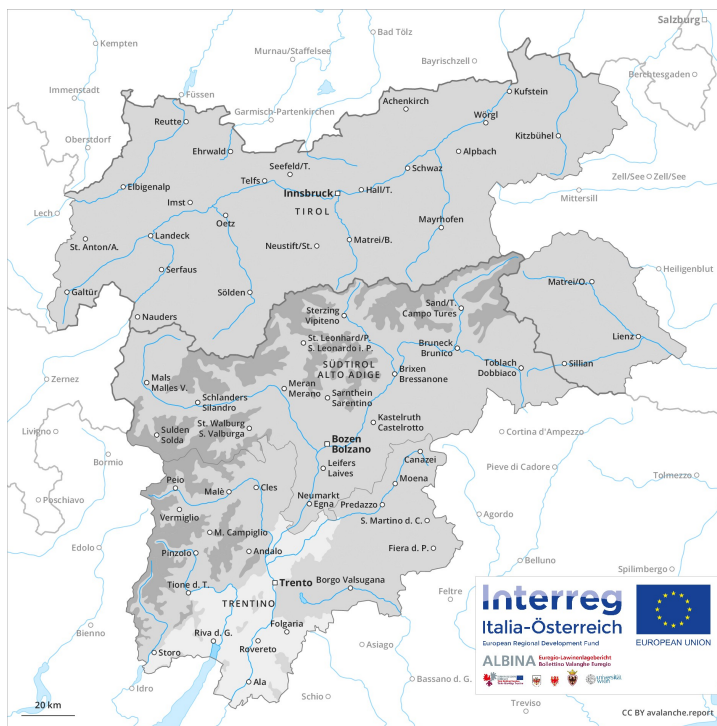 Salzburg
Kempten
Bad Tölz
Murnau/Staffelsee
Bayrischzell
Berchtesgaden
Immenstadt
Füssen
Garmisch-Partenkirchen
Achenkirch
Kufstein
Reutte
Wörgl
Oberstdorf
Ehrwald
Kitzbühel
Seefeld/T.
Alpbach
Schwaz
Telfs
Zell/See
Zell/See
Elbigenalp
Innsbruck
Hall/T.
Mittersill
Lech
Imst
TIROL
Oetz
Mayrhofen
St. Anton/A.
Landeck
Neustift/St.
Matrei/B.
Serfaus
Heiligenblut
Galtür
Sölden
Matrei/O.
Nauders
Sterzing
Vipiteno
Sand/T.
Campo Tures
Lienz
St. Leonhard/P.
S. Leonardo i. P.
Bruneck
Brunico
Toblach
Dobbiaco
Sillian
SÜDTIROL
ALTO ADIGE
Brixen
Bressanone
Zernez
Mals
Malles V.
Meran
Merano
Sarnthein
Sarentino
Schlanders
Silandro
St. Walburg
S. Valburga
Kastelruth
Castelrotto
Livigno
Sulden
Solda
Bozen
Bolzano
Cortina d'Ampezzo
Bormio
Leifers
Laives
Canazei
Pieve di Cadore
Tolmezzo
Peio
Malè
Cles
Moena
Poschiavo
Neumarkt
Egna
Predazzo
Vermiglio
Agordo
S. Martino d. C.
M. Campiglio
Edolo
Pinzolo
Andalo
Fiera d. P.
Belluno
Spilimbergo
Tione d. T.
Trento
Borgo Valsugana
Feltre
TRENTINO
Folgaria
Bienno
Riva d. G.
Rovereto
Storo
Asiago
Ala
Bassano d. G.
Idro
Schio
Treviso
20 km
Interreg
Italia-Österreich
European Regional Development Fund
EUROPEAN UNION
ALBINA
Euregio-Lawinenlagebericht
Bollettino Valanghe Euregio
universität
wien
CC BY avalanche.report